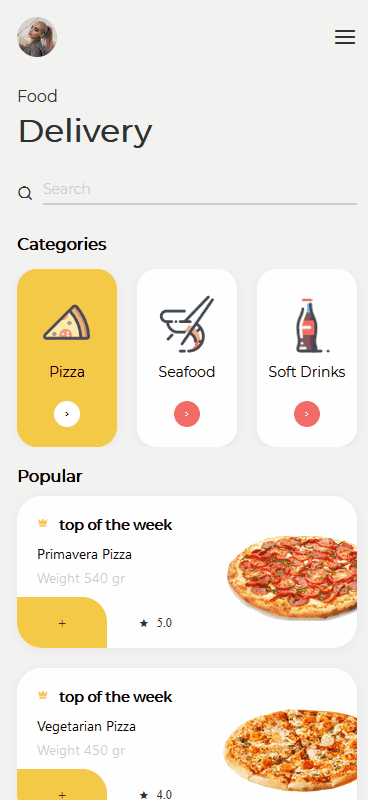 Food
Delivery
Search
Categories
Pizza
Seafood
Soft Drinks
Popular
top of the week
Primavera Pizza
Weight 540 gr
+
5.0
top of the week
Vegetarian Pizza
Weight 450 gr
+
4.0